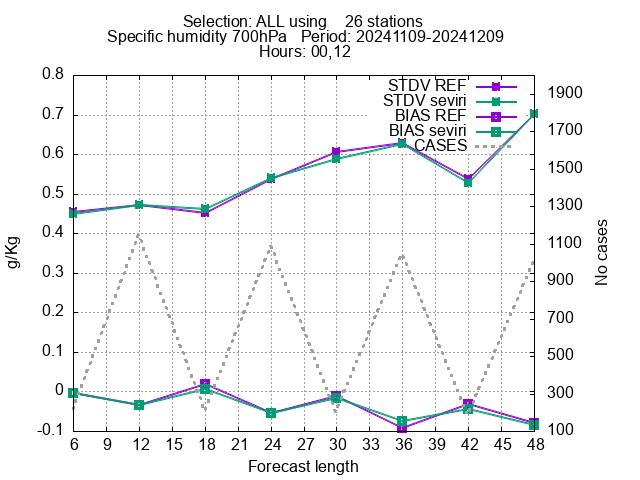 Selection: ALL using    26 stations
Specific humidity 700hPa   Period: 20241109-20241209
Hours: 00,12
STDV REF
STDV seviri
BIAS REF
BIAS seviri
CASES
0.8
0.7
0.6
0.5
0.4
0.3
0.2
0.1
0
-0.1
g/Kg
1900
1700
1500
1300
1100
900
700
500
300
100
No cases
6 9 12 15 18 21 24 27 30 33 36 39 42 45 48
Forecast length